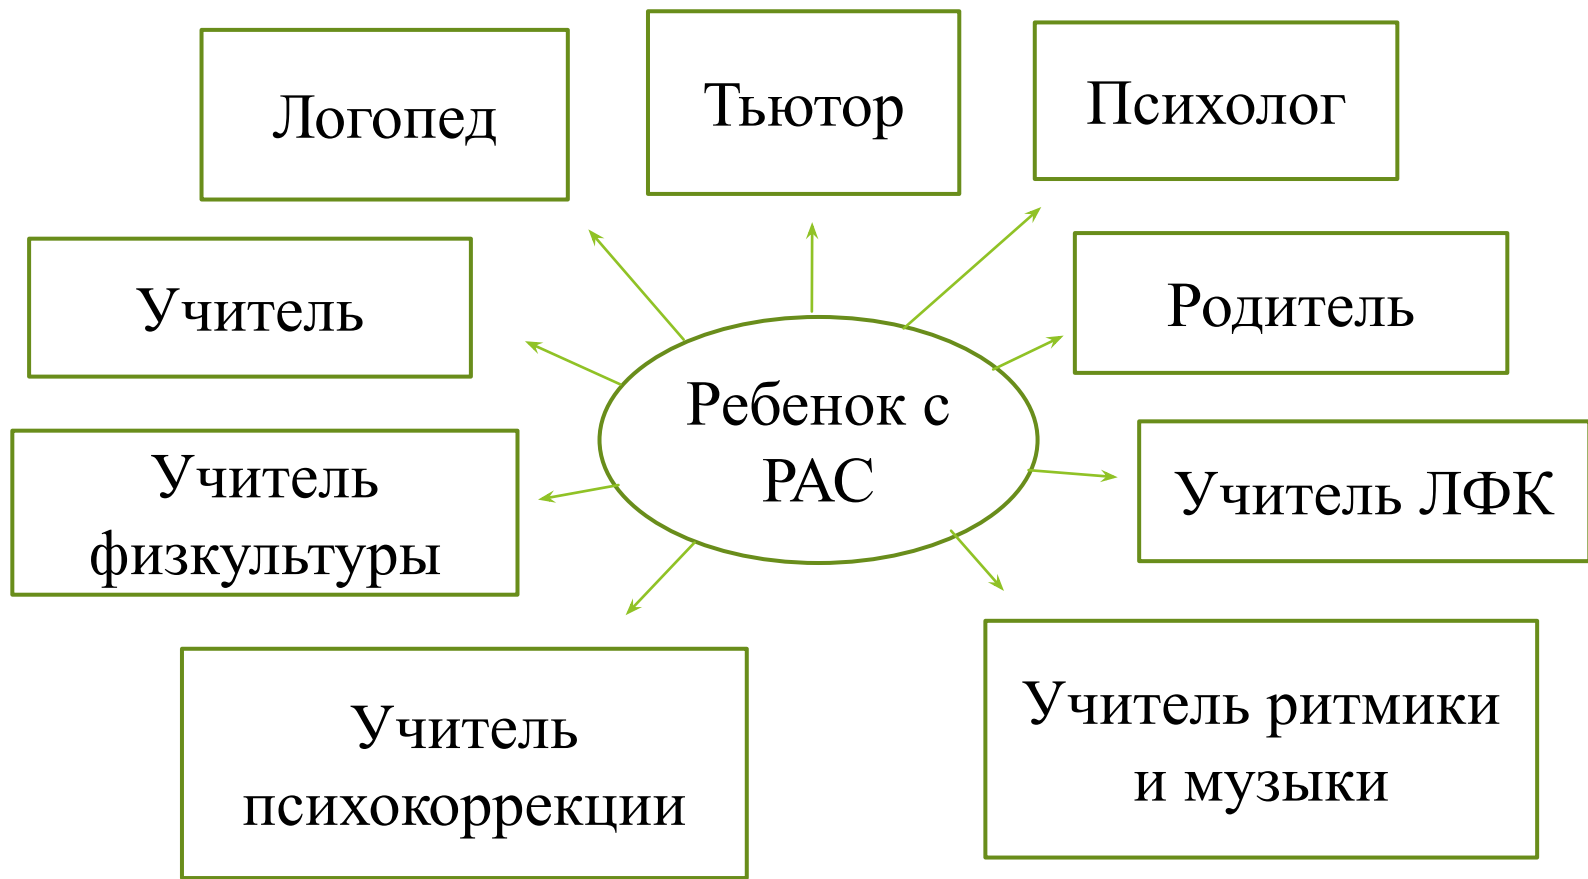 Логопед
Тьютор
Психолог
Учитель
Родитель
Ребенок с
РАС
Учитель
физкультуры
Учитель ЛФК
Учитель
психокоррекции
Учитель ритмики
и музыки